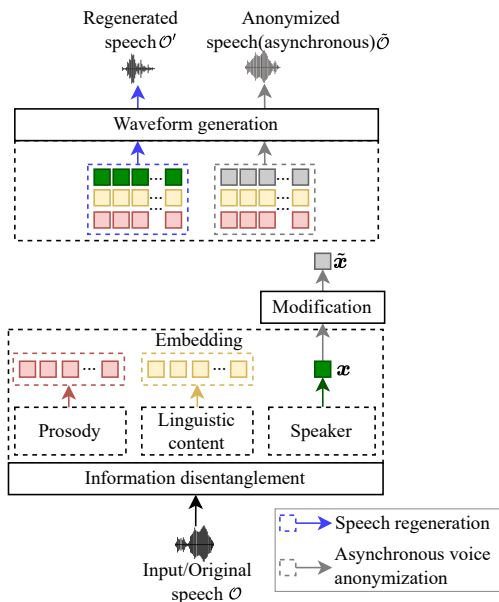 Regenerated
speech 𝒪′
Anonymized
speech(asynchronous) 𝒪̃
Waveform generation
...
...
...
...
x̃
Modification
Embedding
...
...
x
Prosody
Linguistic
content
Speaker
Information disentanglement
Input/Original
speech 𝒪
Speech regeneration
Asynchronous voice
anonymization